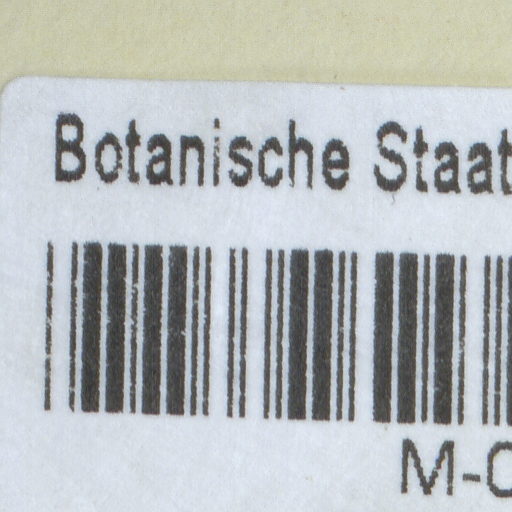 Botanische Staat
M-